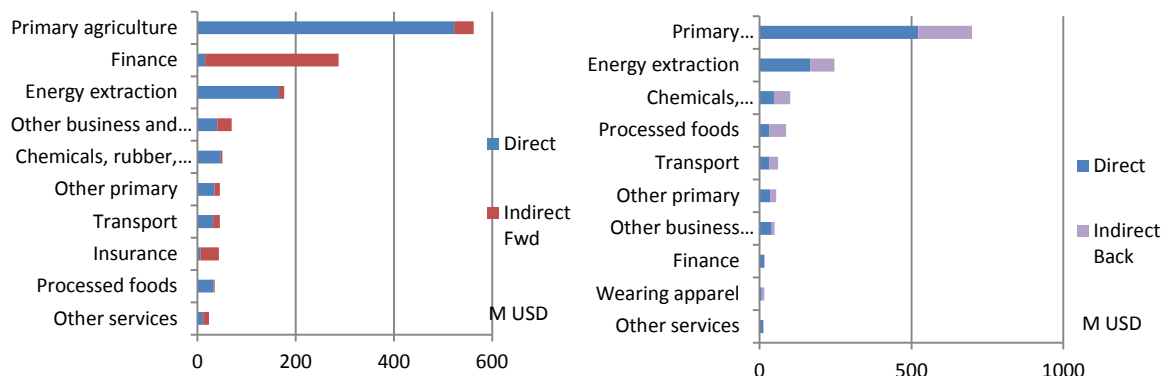 Primary agriculture
Finance
Energy extraction
Other business and...
Chemicals, rubber,...
Other primary
Transport
Insurance
Processed foods
Other services
Direct
Indirect
Fwd
M USD
0 200 400 600
Primary...
Energy extraction
Chemicals,...
Processed foods
Transport
Other primary
Other business...
Finance
Wearing apparel
Other services
Direct
Indirect
Back
M USD
0 500 1000